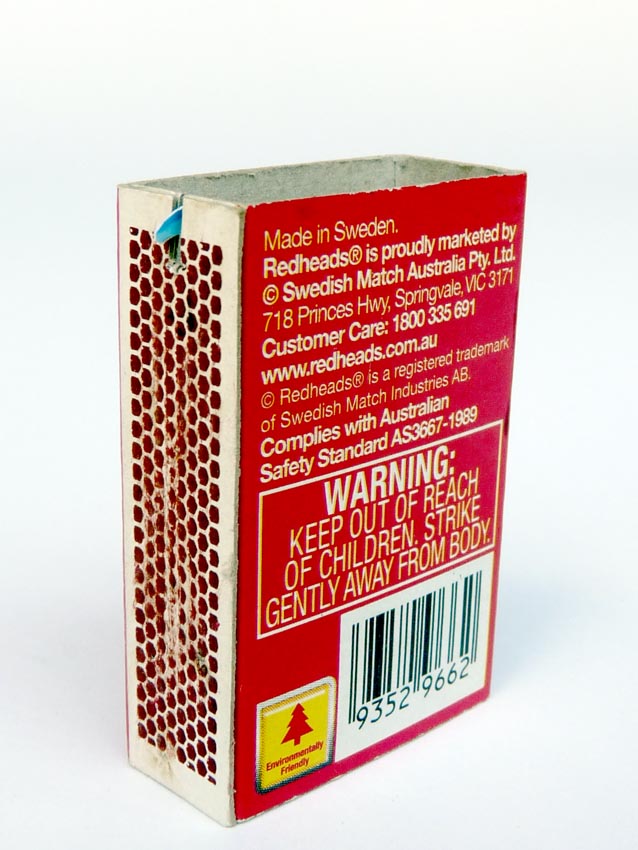 Made in Sweden.
Redheads® is proudly marketed by
© Swedish Match Australia Pty. Ltd.
718 Princes Hwy, Springvale, VIC 3171
Customer Care: 1800 335 691
www.redheads.com.au
© Redheads® is a registered trademark
of Swedish Match Industries AB.
Complies with Australian
Safety Standard AS3667-1989
WARNING:
KEEP OUT OF REACH
OF CHILDREN. STRIKE
GENTLY AWAY FROM BODY.
9352 9662
Environmentally
Friendly